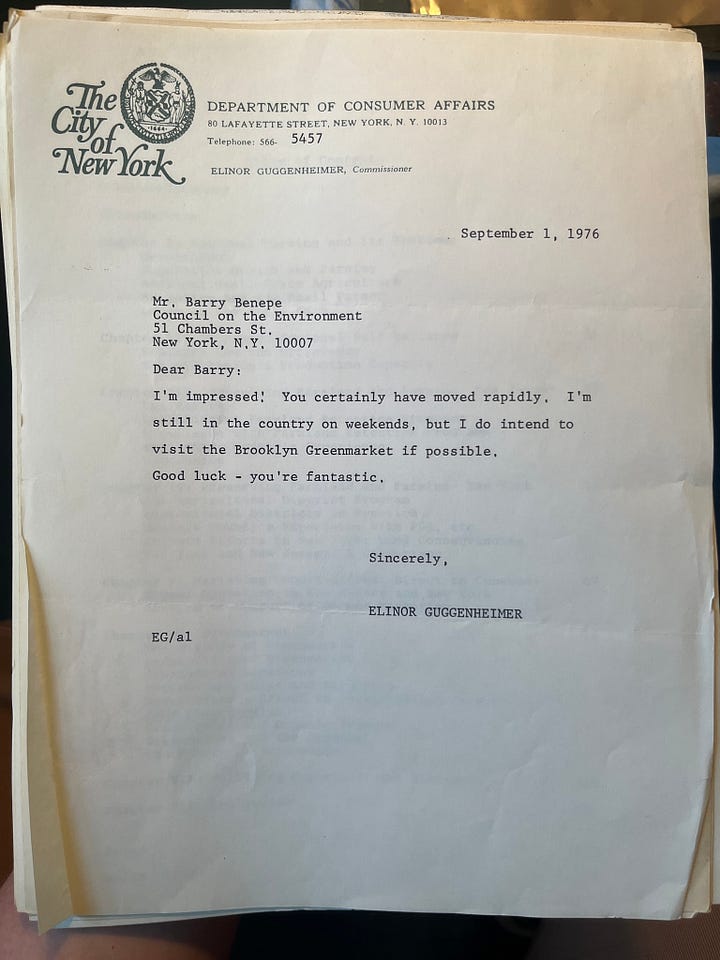 The
City
of
New York
1664
DEPARTMENT OF CONSUMER AFFAIRS
80 LAFAYETTE STREET, NEW YORK, N. Y. 10013
Telephone: 566- 5457
ELINOR GUGGENHEIMER, Commissioner
September 1, 1976
Mr. Barry Benepe
Council on the Environment
51 Chambers St.
New York, N.Y. 10007
Dear Barry:
I'm impressed! You certainly have moved rapidly. I'm
still in the country on weekends, but I do intend to
visit the Brooklyn Greenmarket if possible.
Good luck - you're fantastic.
Sincerely,
ELINOR GUGGENHEIMER
EG/al